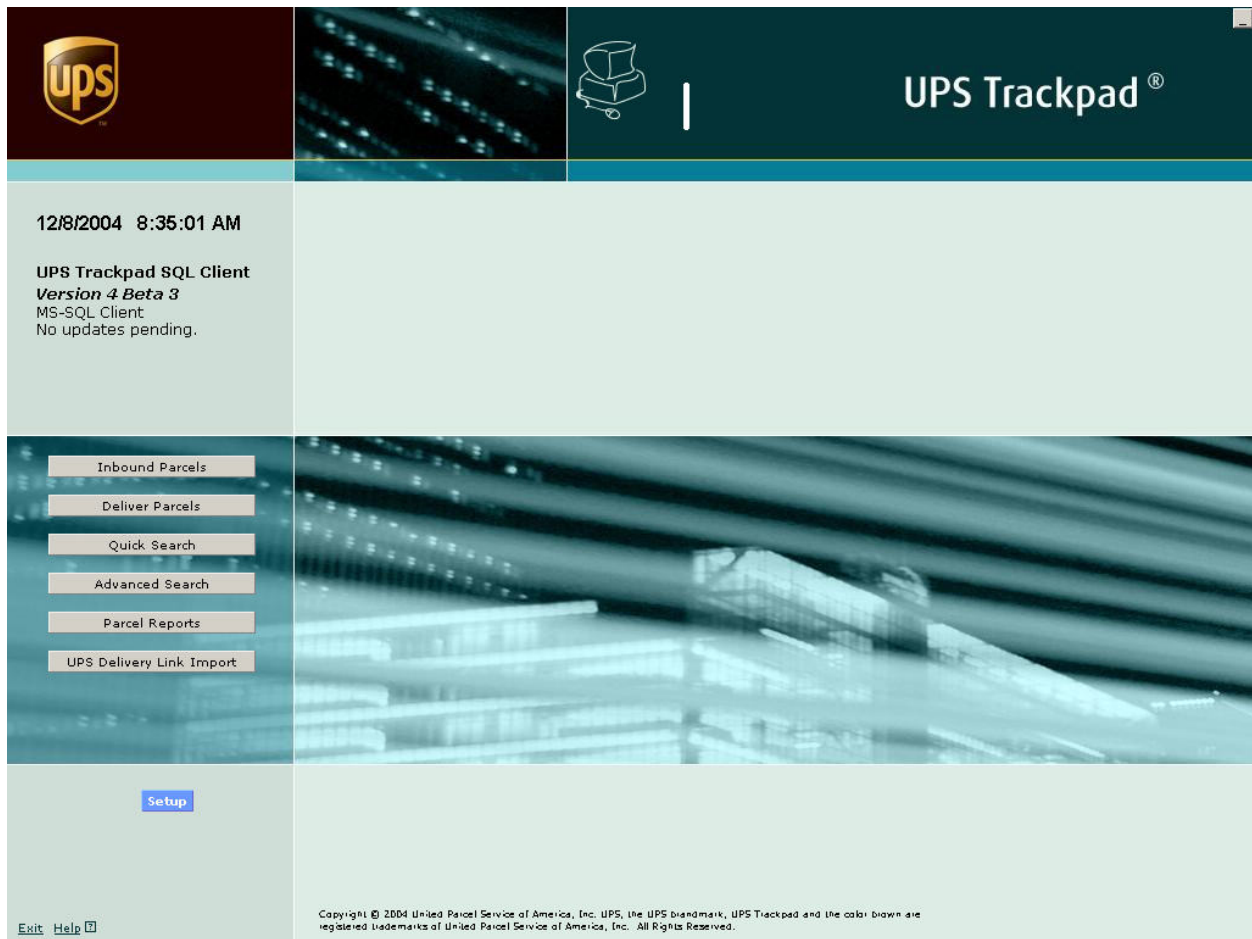 ups
TM
UPS Trackpad ®
12/8/2004 8:35:01 AM
UPS Trackpad SQL Client
Version 4 Beta 3
MS-SQL Client
No updates pending.
Inbound Parcels
Deliver Parcels
Quick Search
Advanced Search
Parcel Reports
UPS Delivery Link Import
Setup
Exit Help ?
Copyright © 2004 United Parcel Service of America, Inc. UPS, the UPS brandmark, UPS Trackpad and the color brown are
registered trademarks of United Parcel Service of America, Inc. All Rights Reserved.